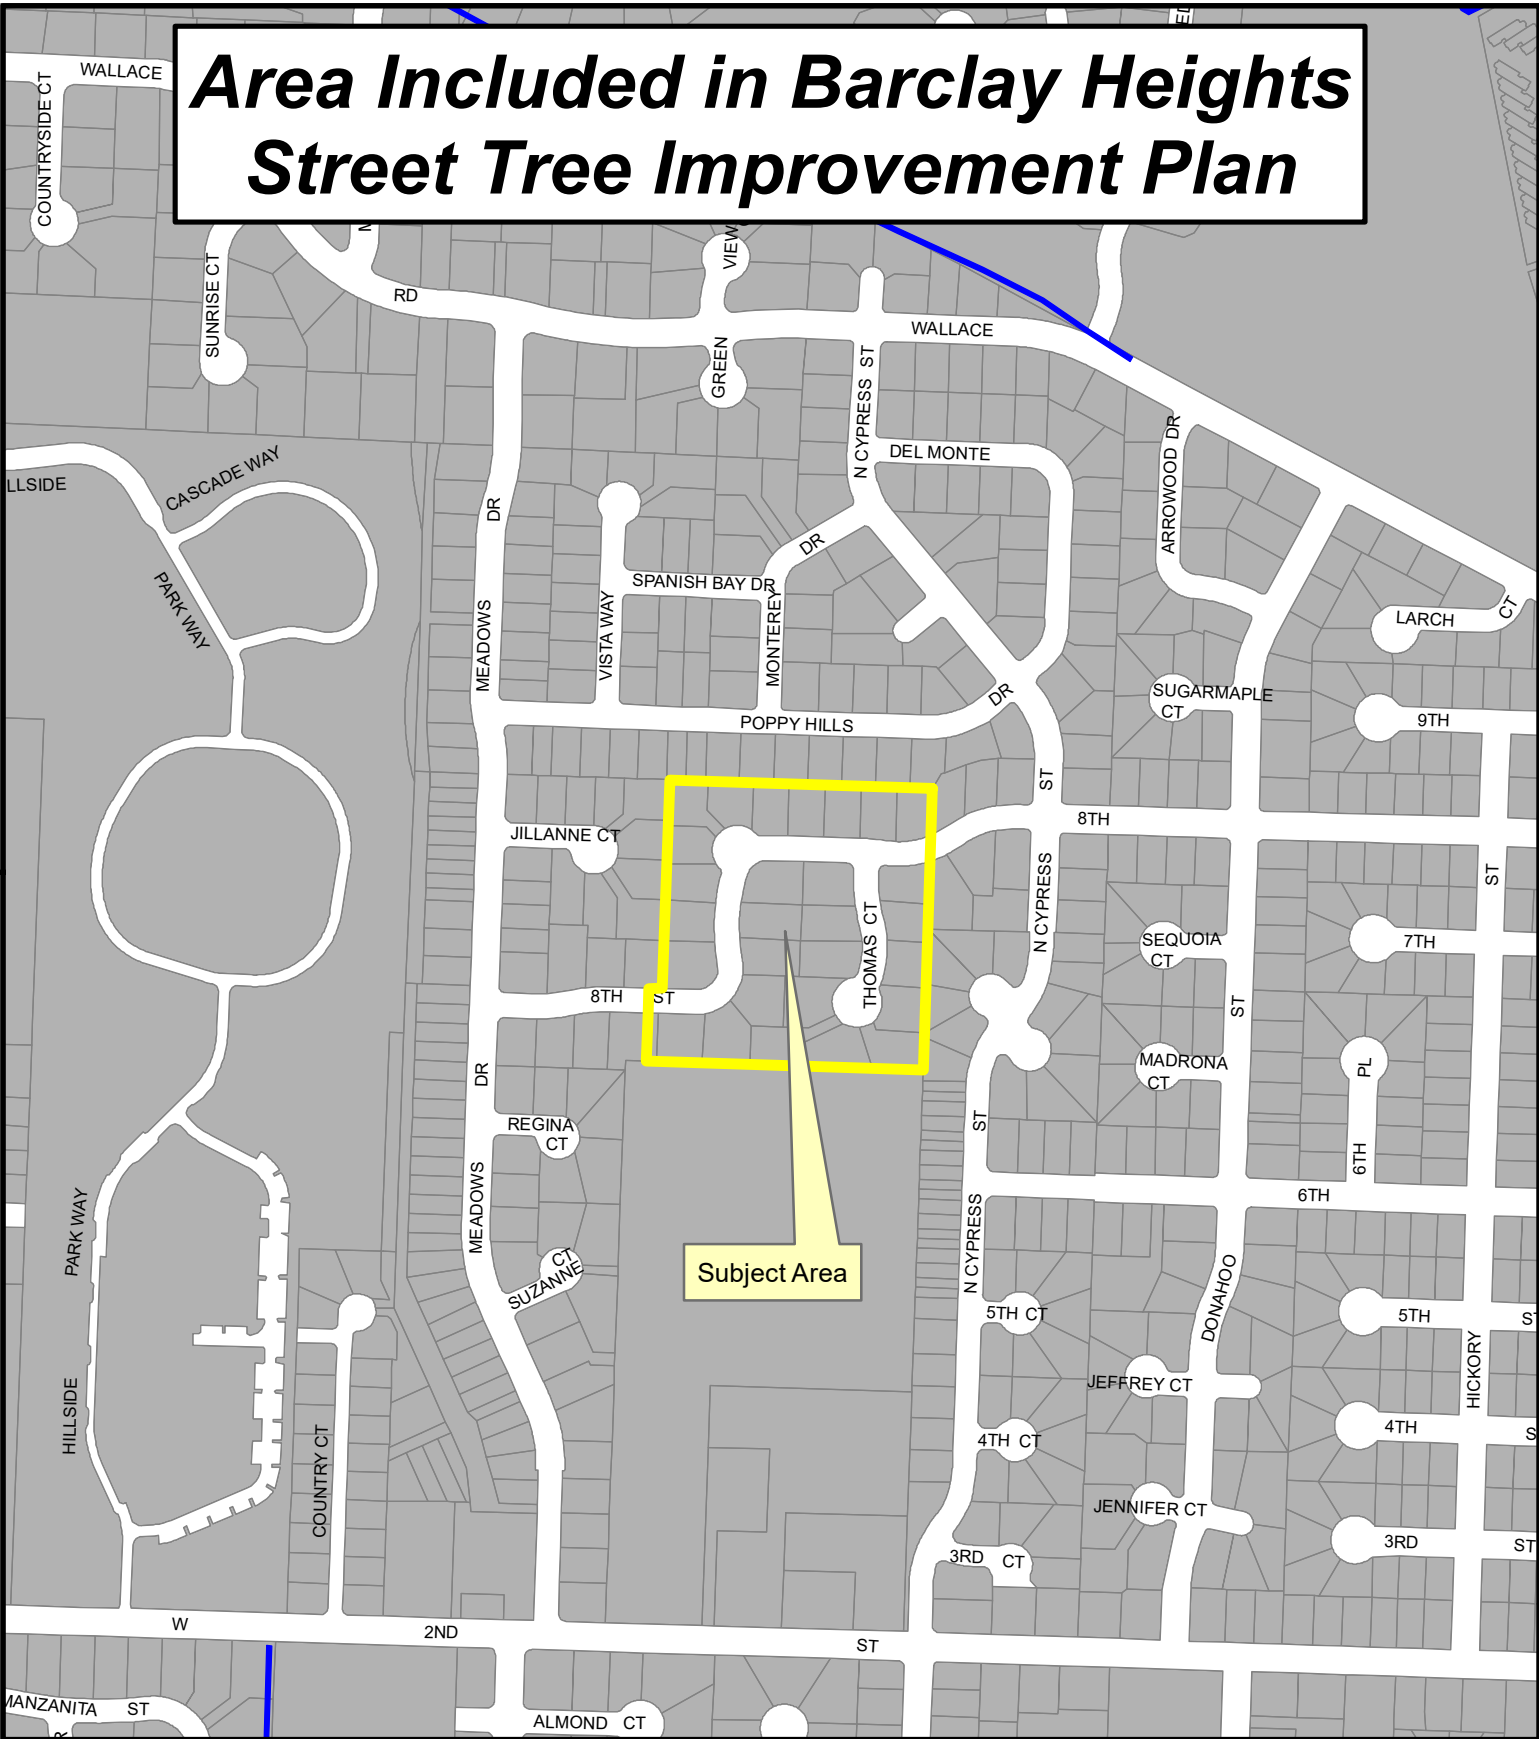 Area Included in Barclay Heights
Street Tree Improvement Plan
WALLACE
COUNTRYSIDE CT
SUNRISE CT
RD
VIEW
GREEN
WALLACE
N CYPRESS ST
DEL MONTE
ARROWOOD DR
LLSIDE
CASCADE WAY
PARK WAY
DR
MEADOWS
DR
SPANISH BAY DR
VISTA WAY
MONTEREY
LARCH
CT
SUGARMAPLE
CT
DR
POPPY HILLS
9TH
ST
8TH
JILLANNE CT
ST
N CYPRESS
THOMAS CT
SEQUOIA
CT
7TH
8TH ST
ST
DR
MADRONA
CT
PL
6TH
REGINA
CT
ST
MEADOWS
PARK WAY
6TH
N CYPRESS
CT
SUZANNE
Subject Area
DONAHOO
5TH CT
5TH
ST
HICKORY
JEFFREY CT
HILLSIDE
COUNTRY CT
4TH CT
4TH
S
JENNIFER CT
3RD CT
3RD
ST
W
2ND
ST
MANZANITA ST
R
ALMOND CT